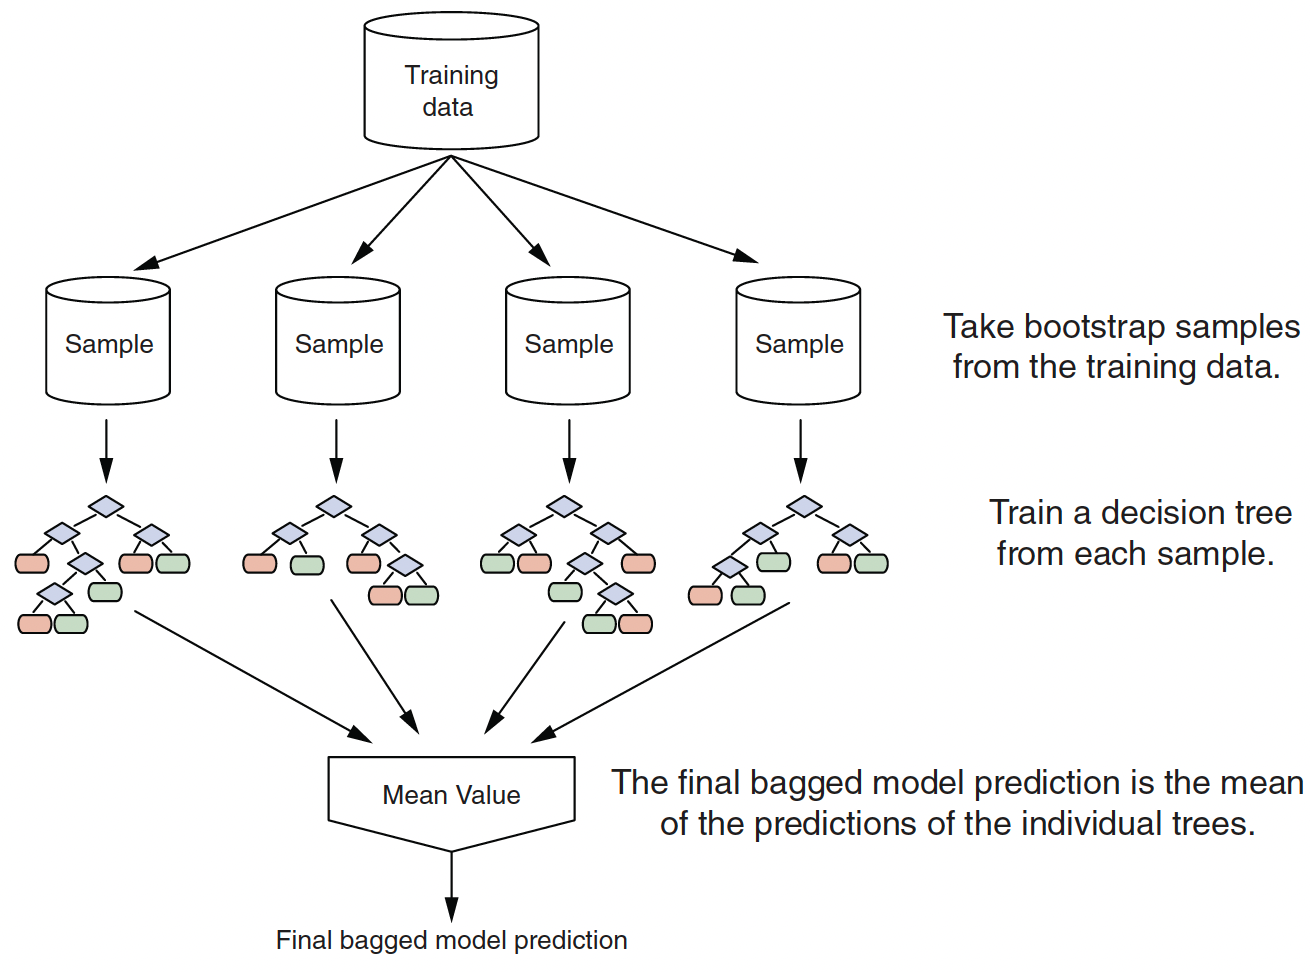 Training
data
Sample
Sample
Sample
Sample
Take bootstrap samples
from the training data.
Train a decision tree
from each sample.
Mean Value
The final bagged model prediction is the mean
of the predictions of the individual trees.
Final bagged model prediction